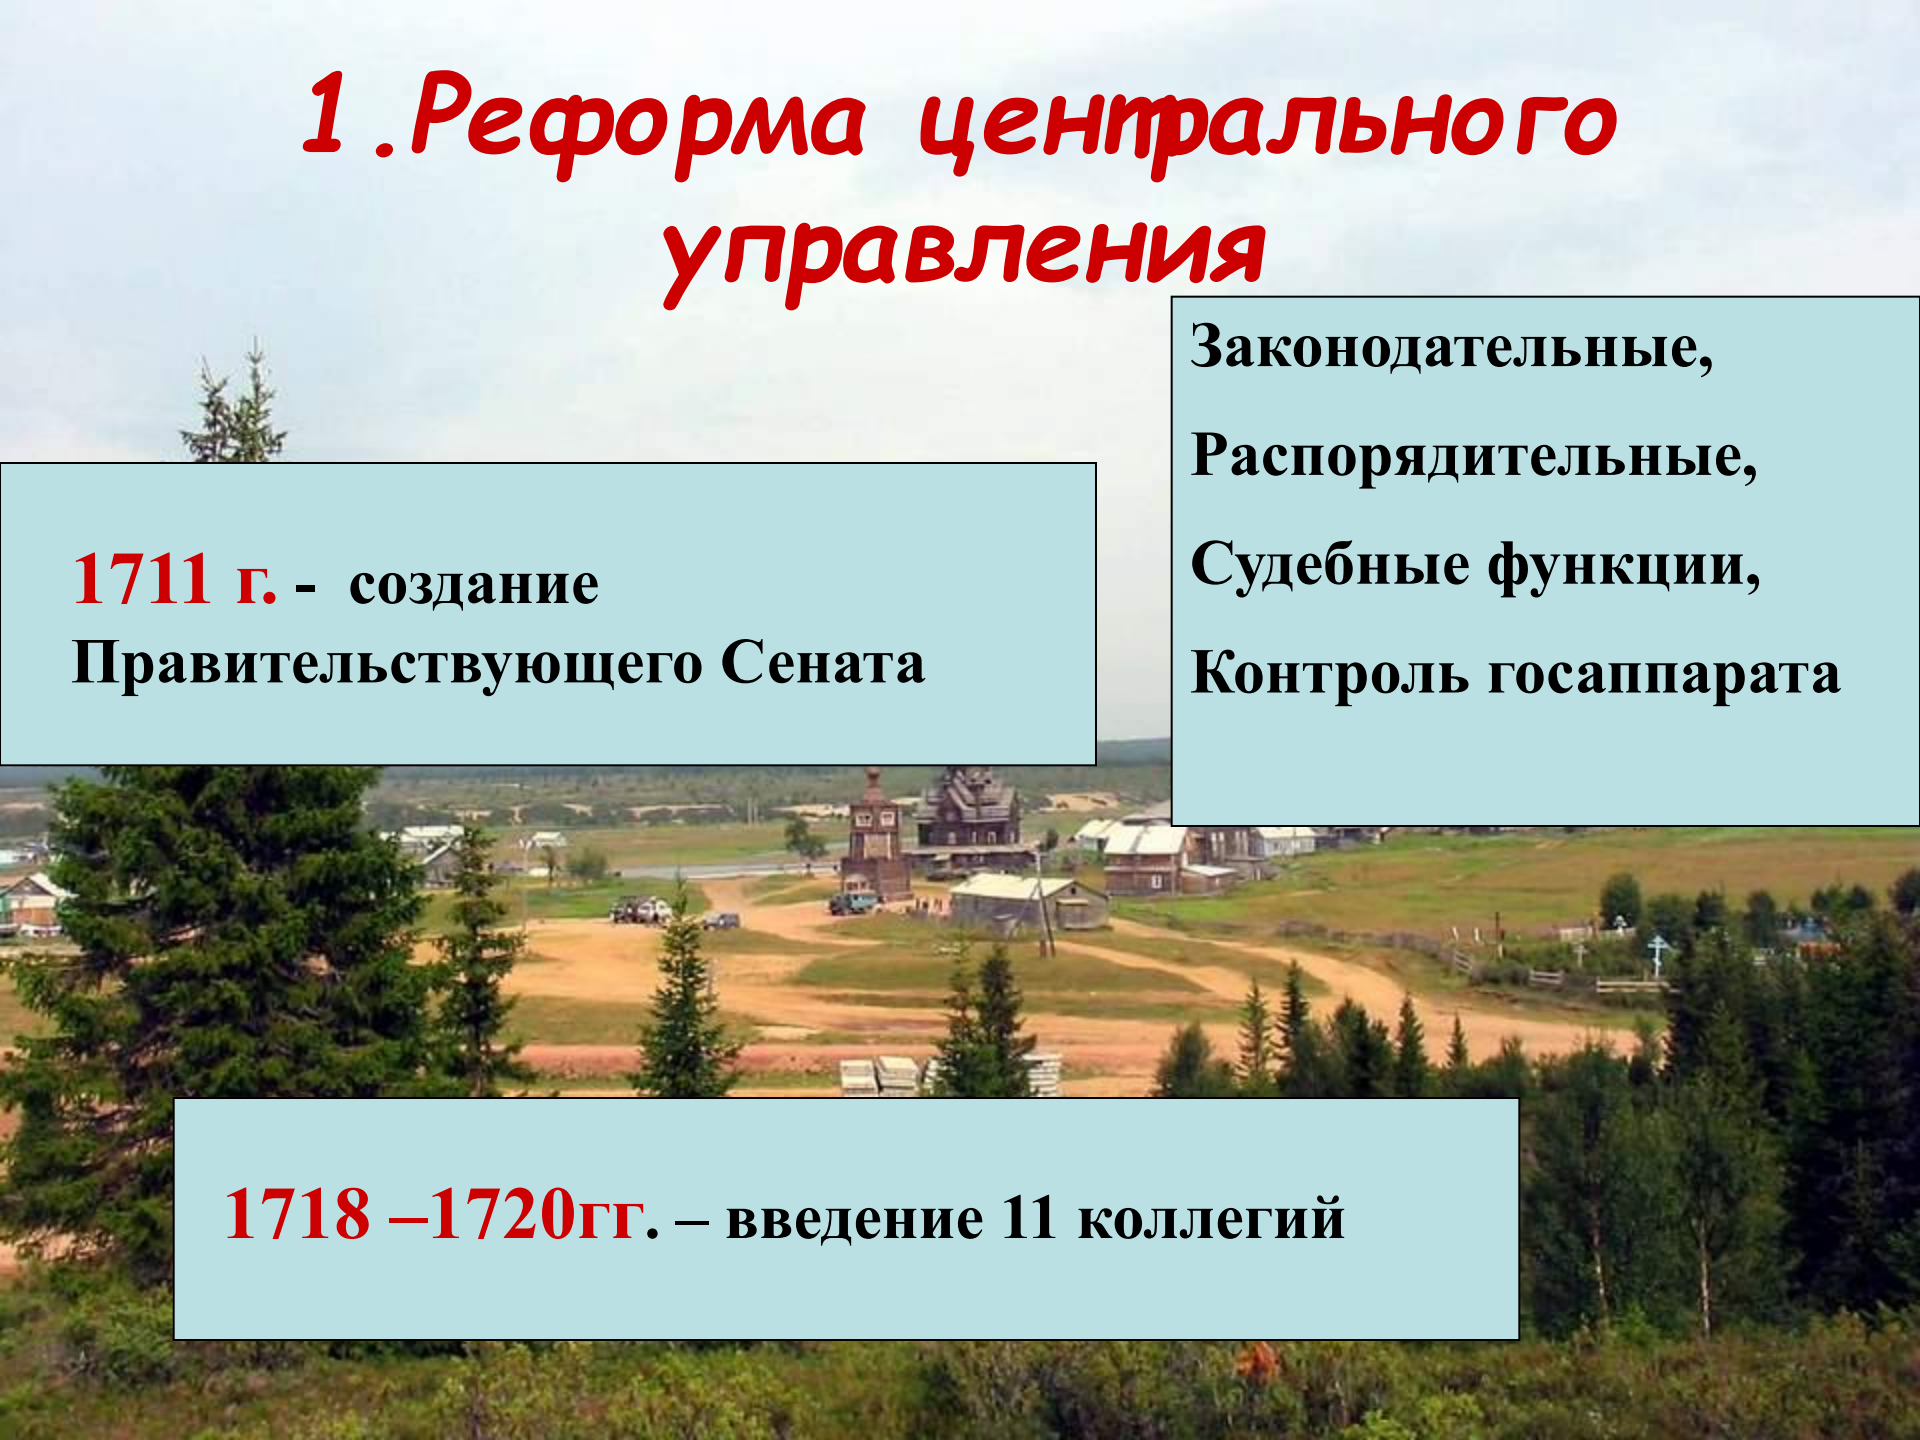 1.Реформа центрального
управления
Законодательные,
Распорядительные,
Судебные функции,
Контроль госаппарата
1711 г. - создание
Правительствующего Сената
1718 –1720гг. – введение 11 коллегий